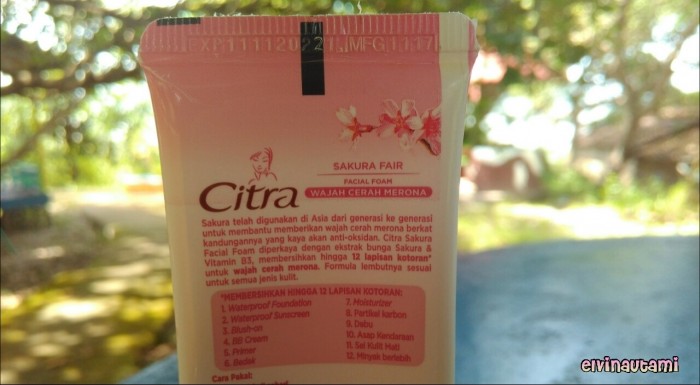 SAKURA FAIR
FACIAL FOAM
Citra WAJAH CERAH MERONA
Sakura telah digunakan di Asia dari generasi ke generasi
untuk membantu memberikan wajah cerah merona berkat
kandungannya yang kaya akan anti-oksidan. Citra Sakura
Facial Foam diperkaya dengan ekstrak bunga Sakura &
Vitamin B3, membersihkan hingga 12 lapisan kotoran*
untuk wajah cerah merona. Formula lembutnya sesuai
untuk semua jenis kulit.
*MEMBERSIHKAN HINGGA 12 LAPISAN KOTORAN:
1. Waterproof Foundation
2. Waterproof Sunscreen
3. Blush-on
4. BB Cream
5. Primer
6. Bedak
7. Moisturizer
8. Partikel karbon
9. Debu
10. Asap Kendaraan
11. Sel Kulit Mati
12. Minyak berlebih
Cara Pakai:
eivinautami